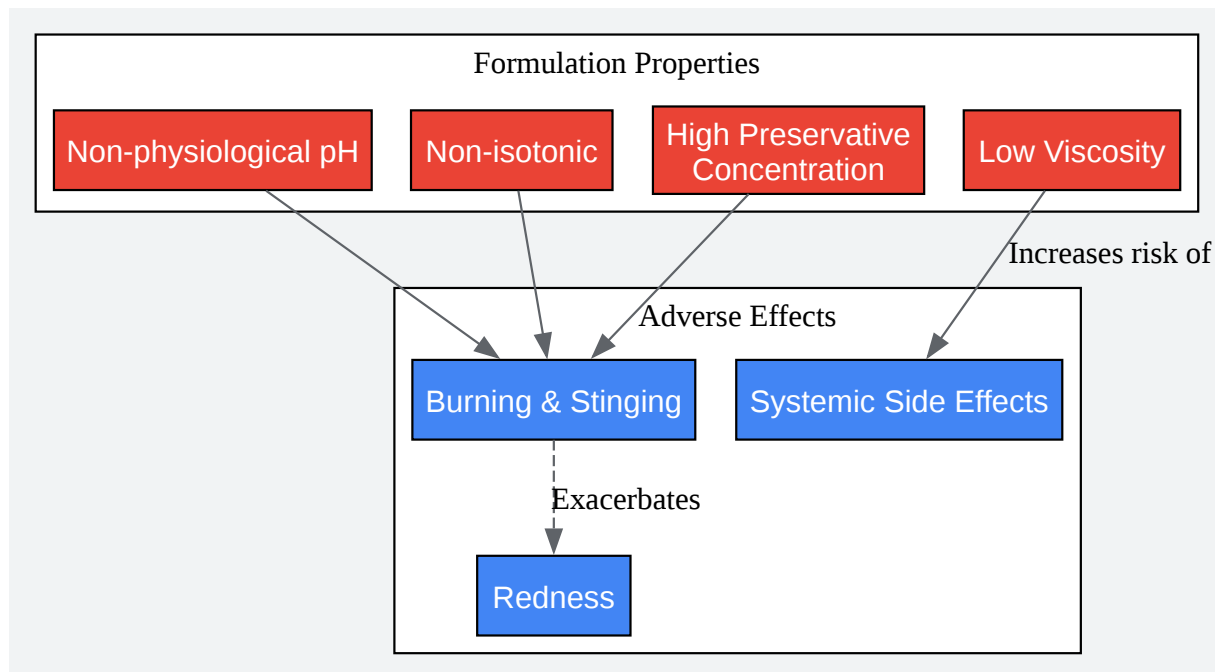 Formulation Properties
Non-physiological pH
Non-isotonic
High Preservative
Concentration
Low Viscosity
Increases risk of
Adverse Effects
Burning & Stinging
Systemic Side Effects
Exacerbates
Redness